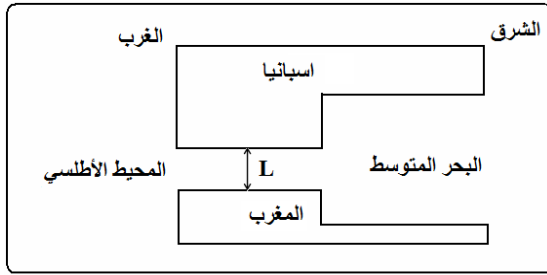 الشرق
الغرب
اسبانيا
البحر المتوسط
المحيط الأطلسي
L
المغرب